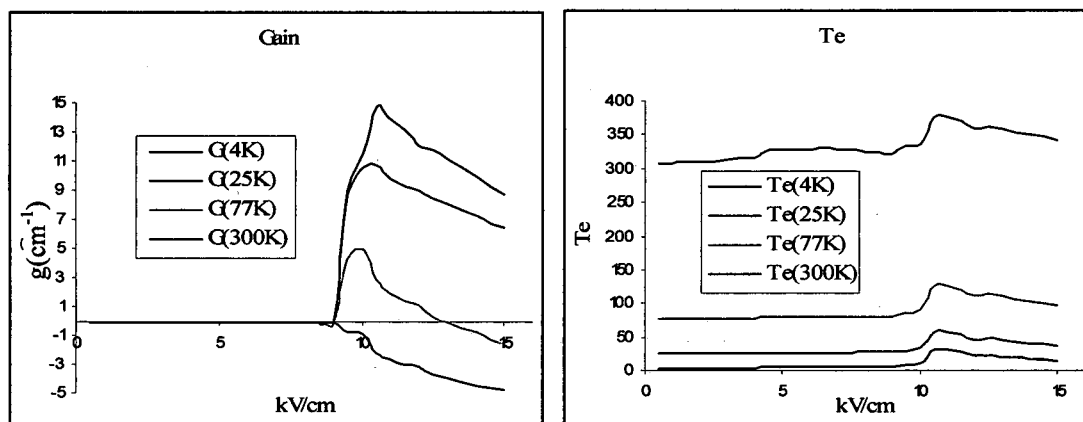 Gain
15
13
11
9
7
5
3
1
-1
-3
-5
g(cm⁻¹)
G(4K)
G(25K)
G(77K)
G(300K)
0
5
10
15
kV/cm
Te
400
350
300
250
200
150
100
50
0
Te
Te(4K)
Te(25K)
Te(77K)
Te(300K)
0
5
10
15
kV/cm